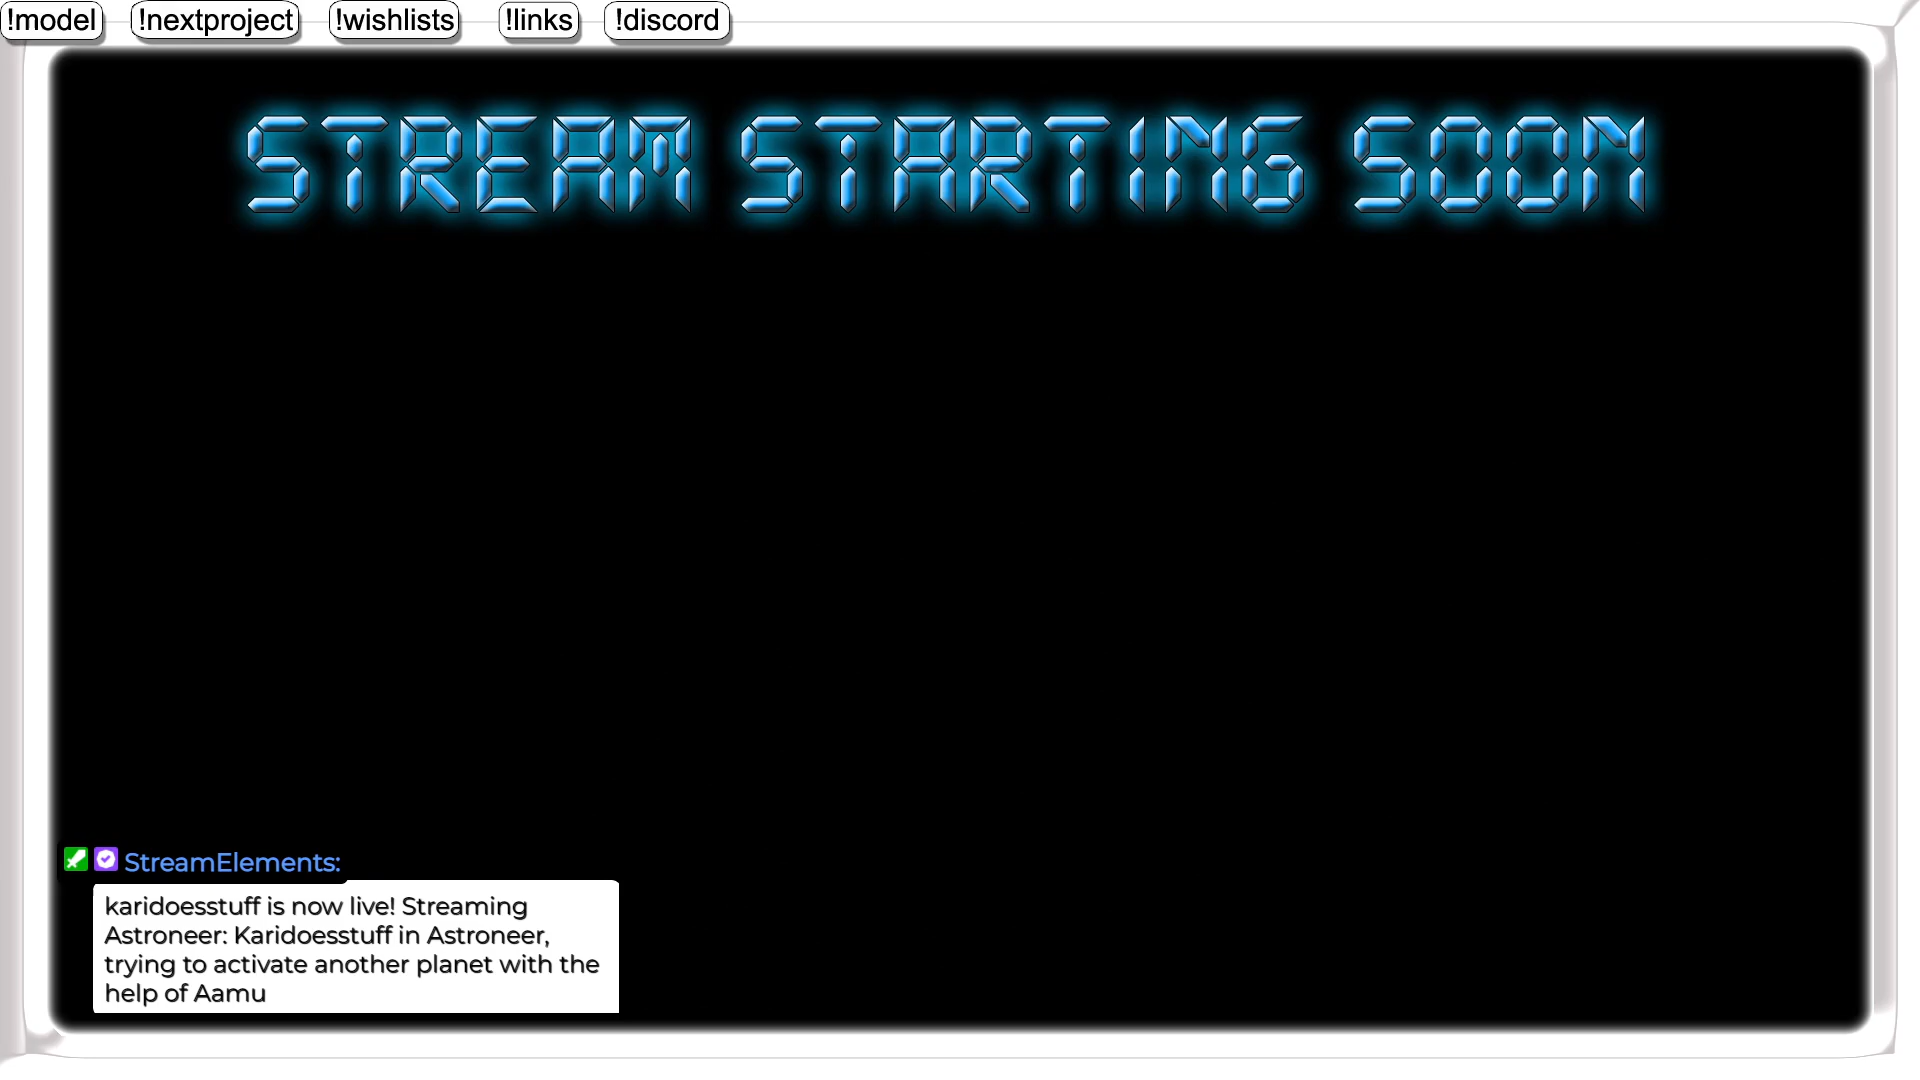 !model !nextproject !wishlists !links !discord
STREAM STARTING SOON
StreamElements:
karidoesstuff is now live! Streaming
Astroneer: Karidoesstuff in Astroneer,
trying to activate another planet with the
help of Aamu